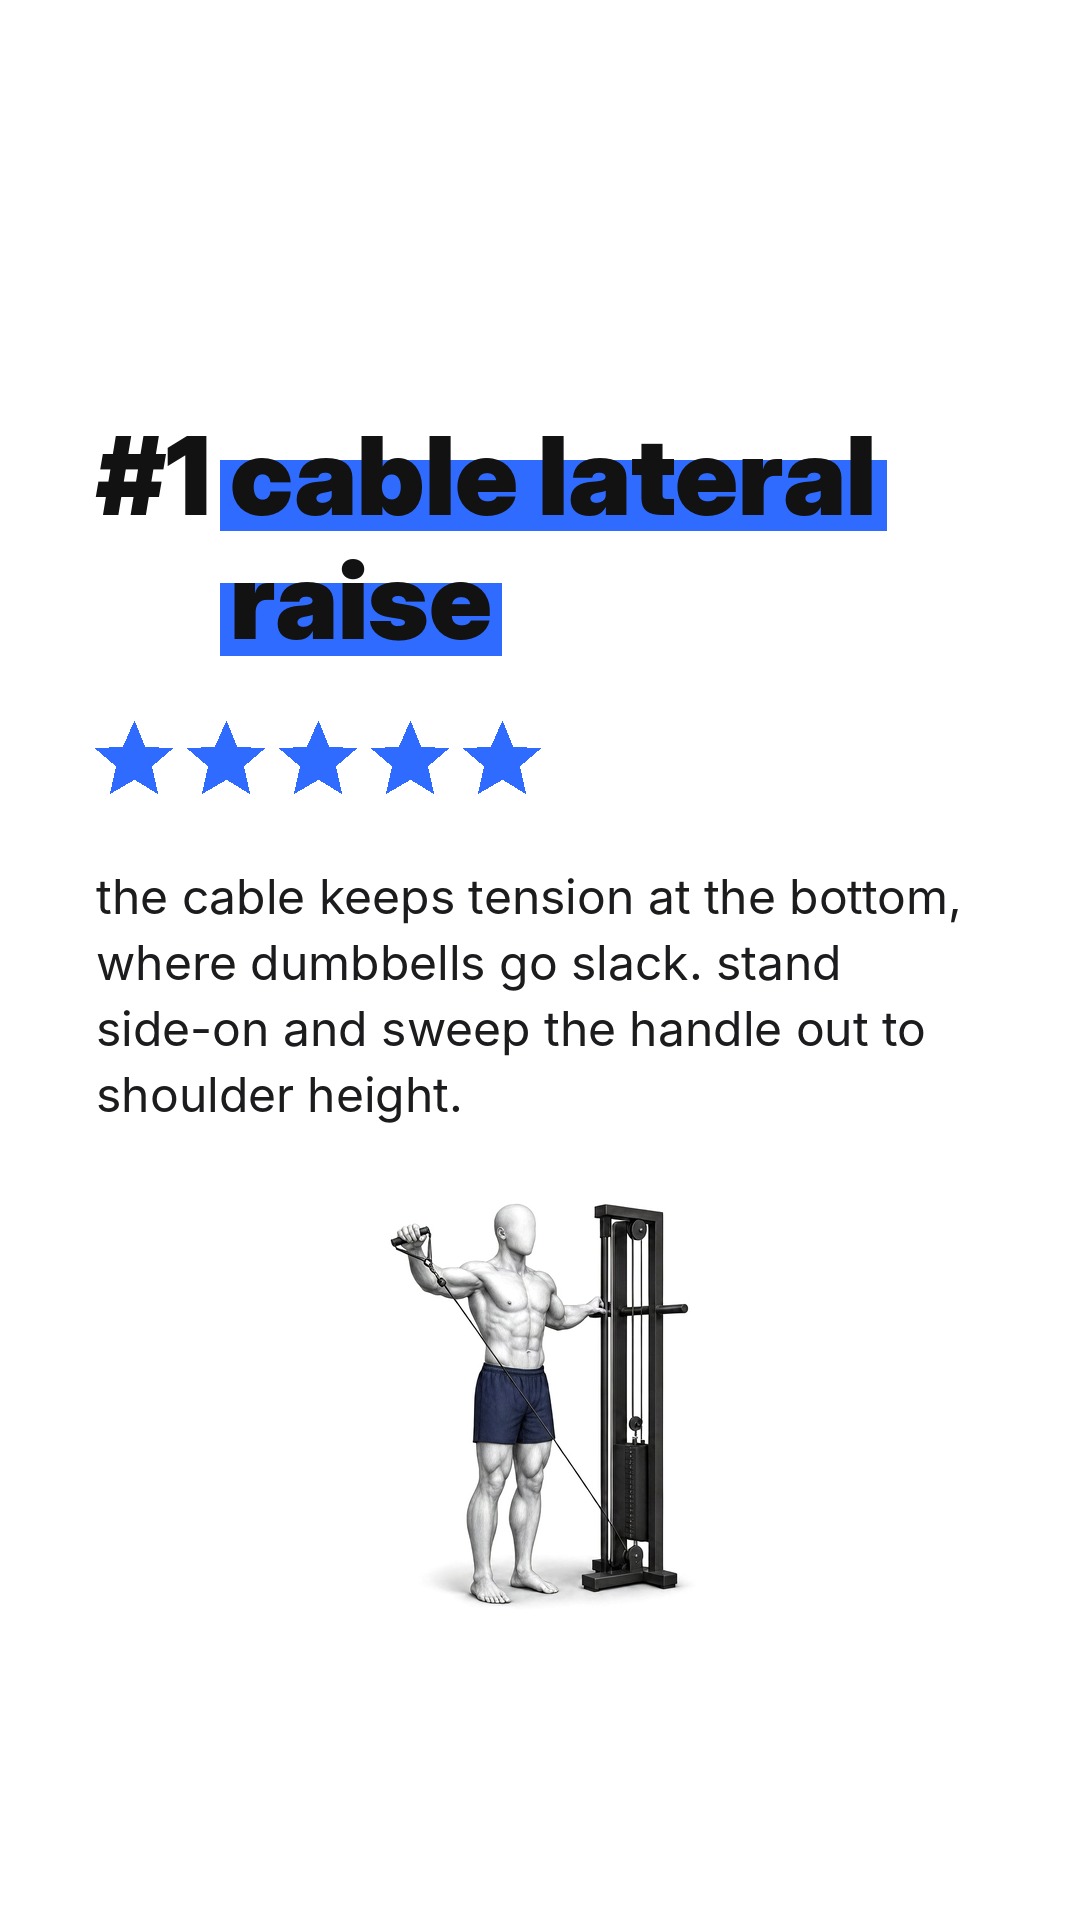 #1 cable lateral
raise
the cable keeps tension at the bottom,
where dumbbells go slack. stand
side-on and sweep the handle out to
shoulder height.